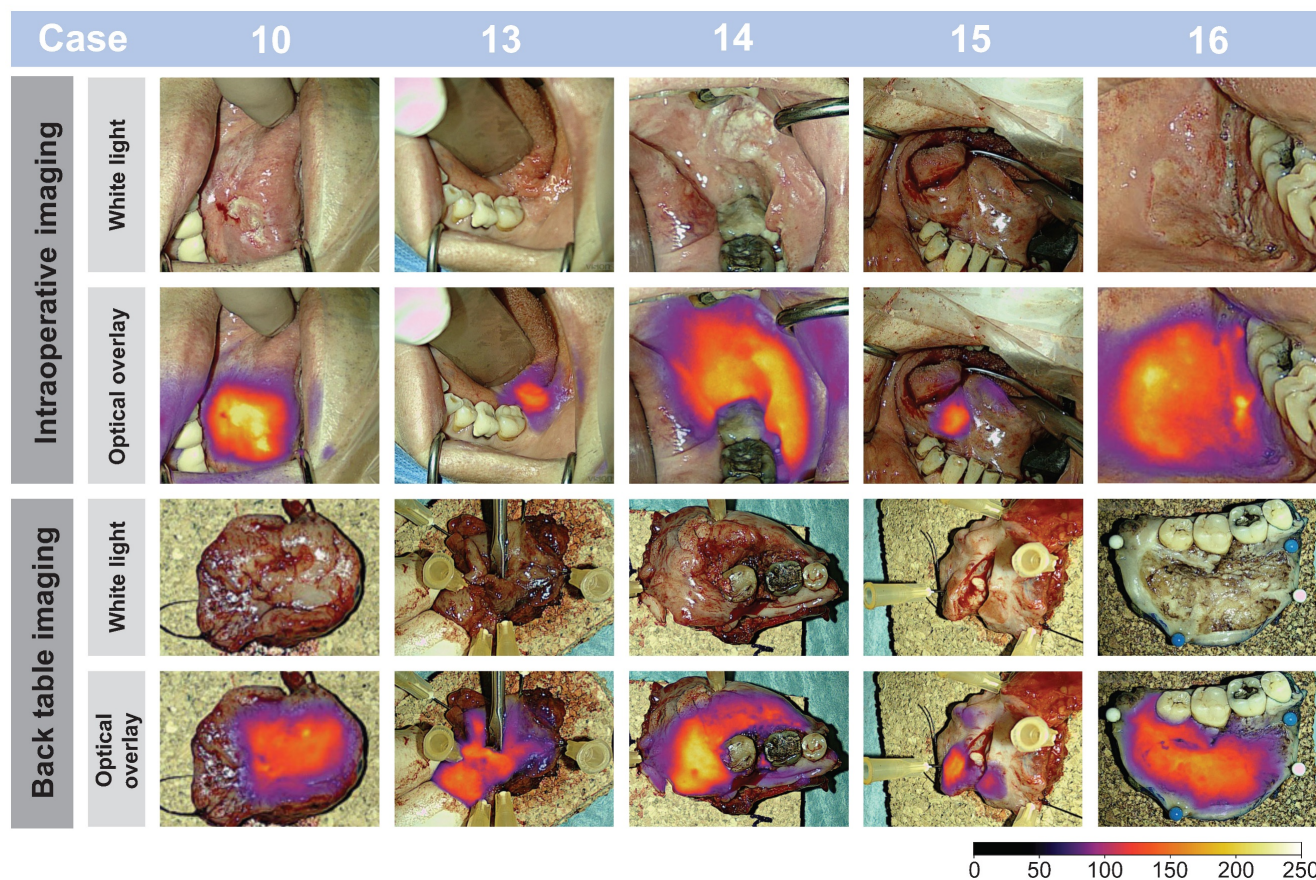 Case 10 13 14 15 16
Intraoperative imaging
White light
Optical overlay
Back table imaging
White light
Optical
overlay
0 50 100 150 200 250